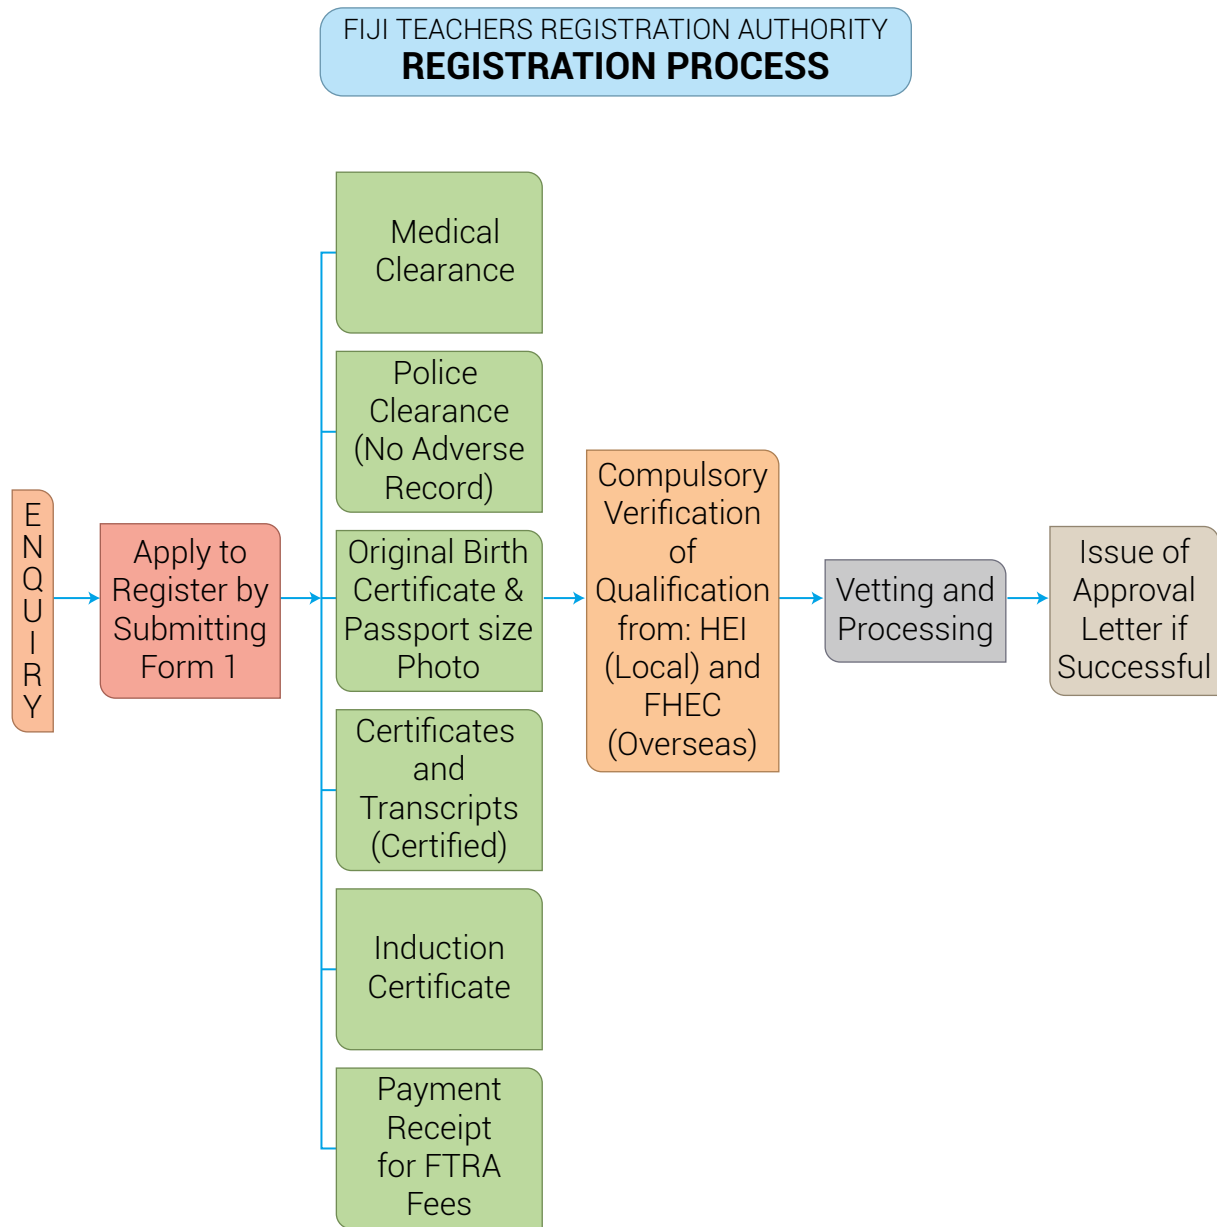 FIJI TEACHERS REGISTRATION AUTHORITY
REGISTRATION PROCESS
E
N
Q
U
I
R
Y
Apply to
Register by
Submitting
Form 1
Medical
Clearance
Police
Clearance
(No Adverse
Record)
Original Birth
Certificate &
Passport size
Photo
Certificates
and
Transcripts
(Certified)
Induction
Certificate
Payment
Receipt
for FTRA
Fees
Compulsory
Verification
of
Qualification
from: HEI
(Local) and
FHEC
(Overseas)
Vetting and
Processing
Issue of
Approval
Letter if
Successful